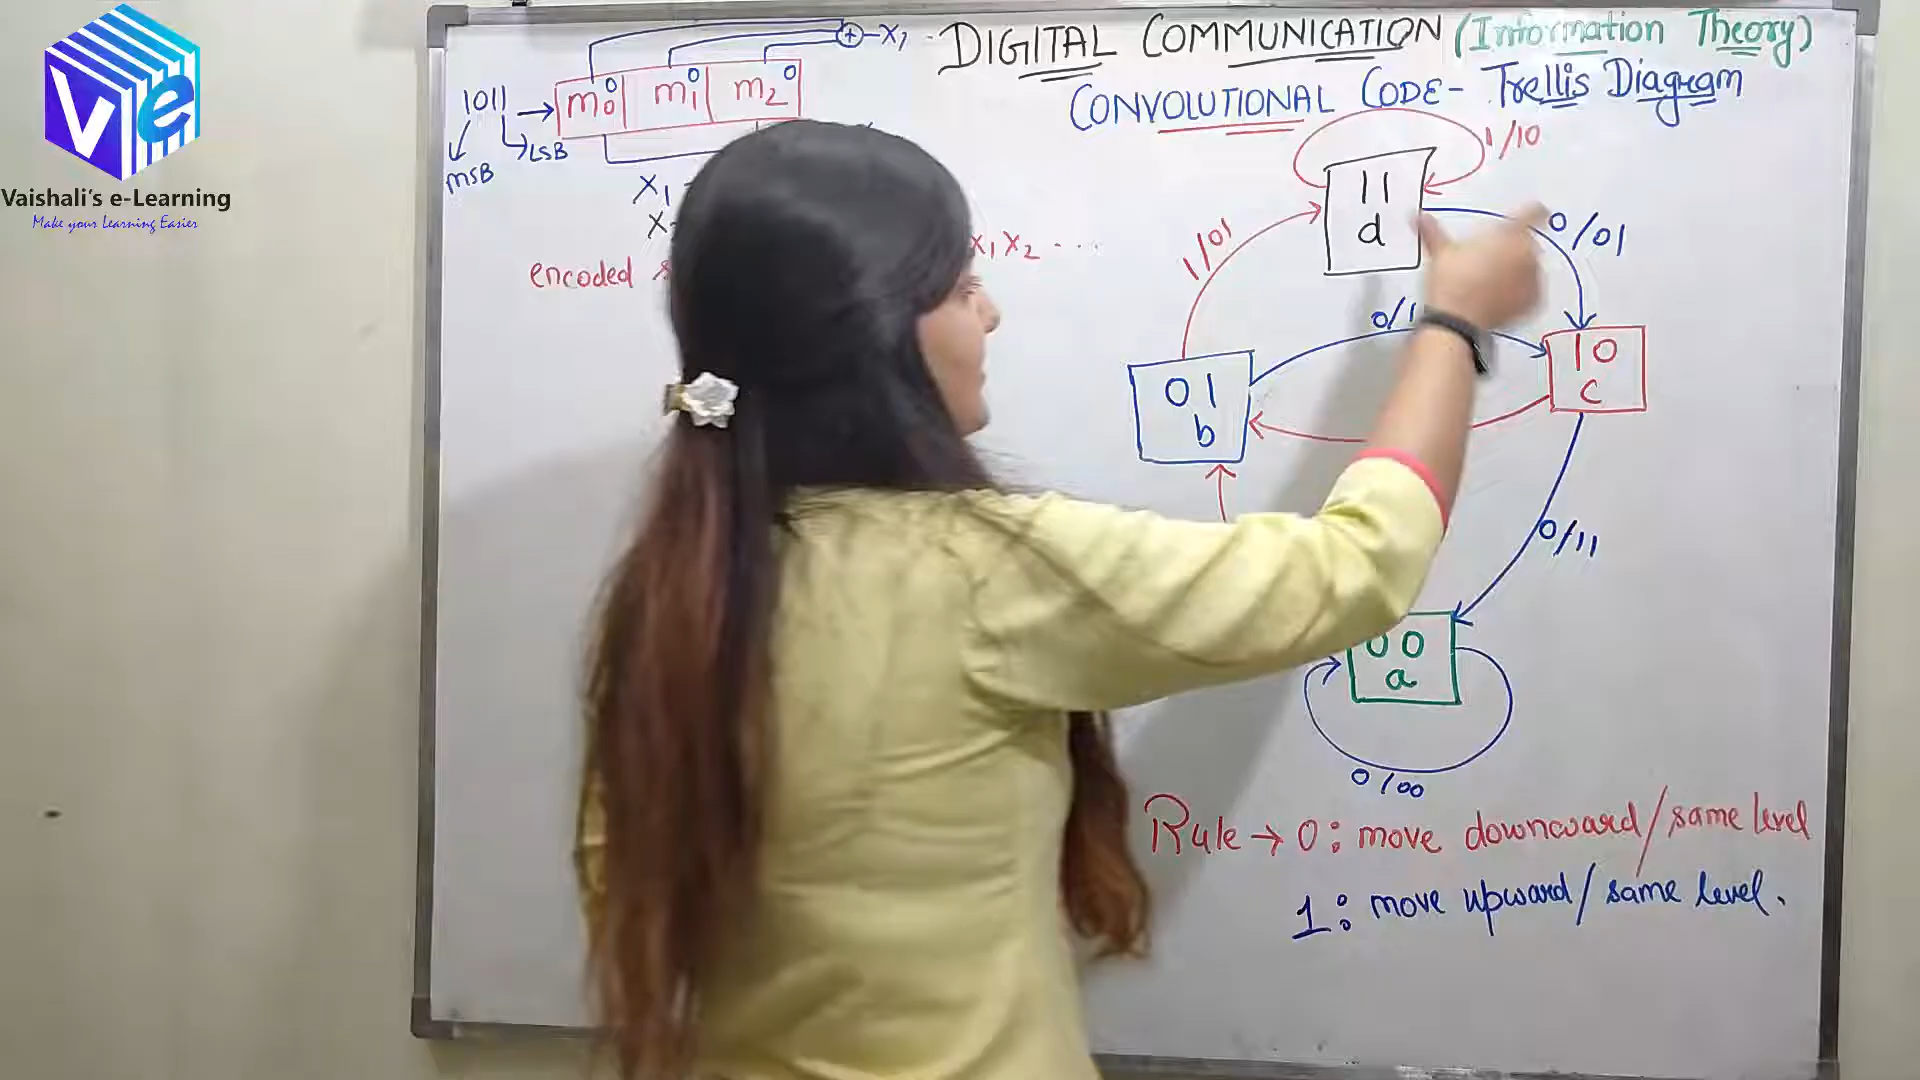 Ve
Vaishali's e-Learning
Make your Learning Easier
DIGITAL COMMUNICATION (Information Theory)
CONVOLUTIONAL CODE- Trellis Diagram
1011
MSB
LSB
m0 0 m1 0 m2 0
+ X1
X1
encoded
X1 X2 ...
1/10
11
d
0/01
1/01
01
b
10
c
0/11
00
a
0/00
Rule → 0: move downward/same level
1: move upward/same level.